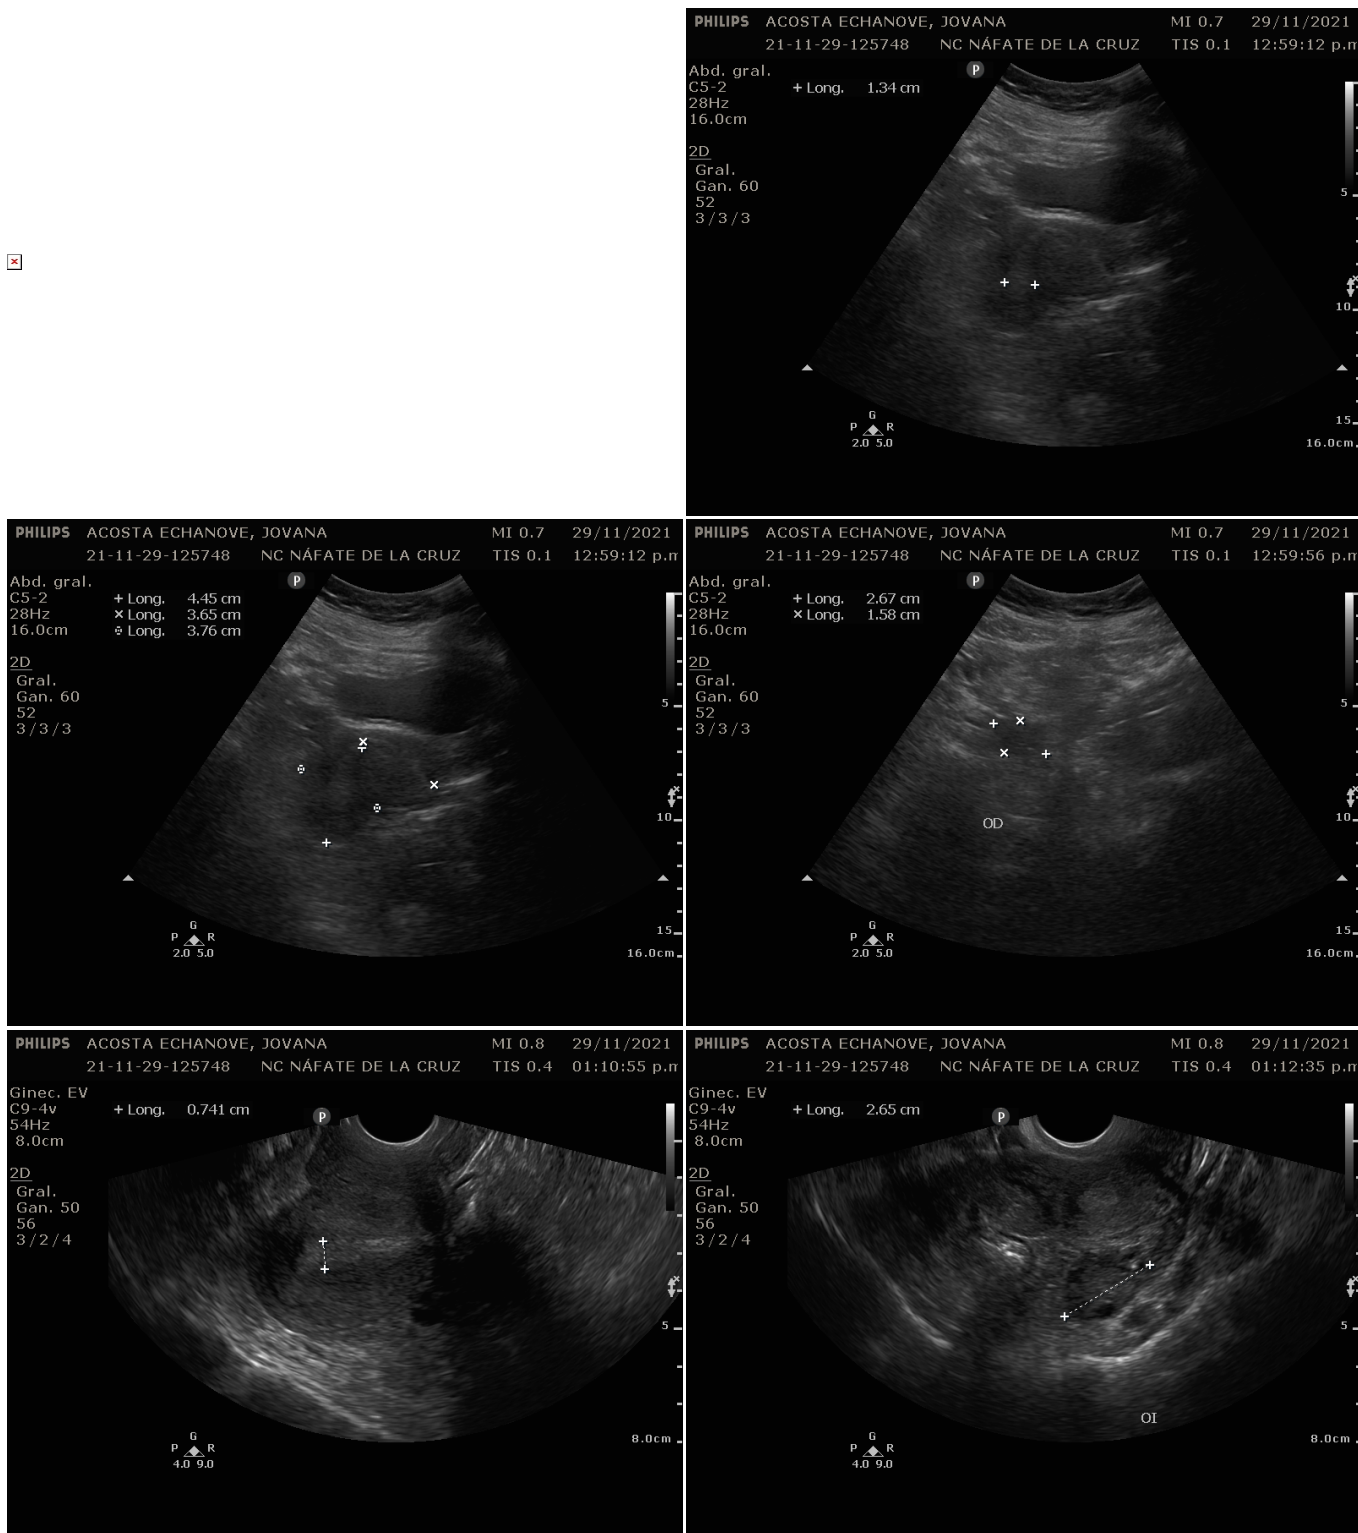 PHILIPS ACOSTA ECHANOVE, JOVANA MI 0.7 29/11/2021
21-11-29-125748 NC NÁFATE DE LA CRUZ TIS 0.1 12:59:12 p.m
Abd. gral.
C5-2
28Hz
16.0cm
2D
Gral.
Gan. 60
52
3/3/3
+ Long. 1.34 cm
P
5
10
15
16.0cm
G
P R
2.0 5.0
PHILIPS ACOSTA ECHANOVE, JOVANA MI 0.7 29/11/2021
21-11-29-125748 NC NÁFATE DE LA CRUZ TIS 0.1 12:59:12 p.m
Abd. gral.
C5-2
28Hz
16.0cm
2D
Gral.
Gan. 60
52
3/3/3
+ Long. 4.45 cm
× Long. 3.65 cm
Long. 3.76 cm
P
5
10
15
16.0cm
G
P R
2.0 5.0
PHILIPS ACOSTA ECHANOVE, JOVANA MI 0.7 29/11/2021
21-11-29-125748 NC NÁFATE DE LA CRUZ TIS 0.1 12:59:56 p.m
Abd. gral.
C5-2
28Hz
16.0cm
2D
Gral.
Gan. 60
52
3/3/3
+ Long. 2.67 cm
× Long. 1.58 cm
P
OD
5
10
15
16.0cm
G
P R
2.0 5.0
PHILIPS ACOSTA ECHANOVE, JOVANA MI 0.8 29/11/2021
21-11-29-125748 NC NÁFATE DE LA CRUZ TIS 0.4 01:10:55 p.m
Ginec. EV
C9-4v
54Hz
8.0cm
2D
Gral.
Gan. 50
56
3/2/4
+ Long. 0.741 cm
P
5
8.0cm
G
P R
4.0 9.0
PHILIPS ACOSTA ECHANOVE, JOVANA MI 0.8 29/11/2021
21-11-29-125748 NC NÁFATE DE LA CRUZ TIS 0.4 01:12:35 p.m
Ginec. EV
C9-4v
54Hz
8.0cm
2D
Gral.
Gan. 50
56
3/2/4
+ Long. 2.65 cm
P
5
OI
8.0cm
G
P R
4.0 9.0